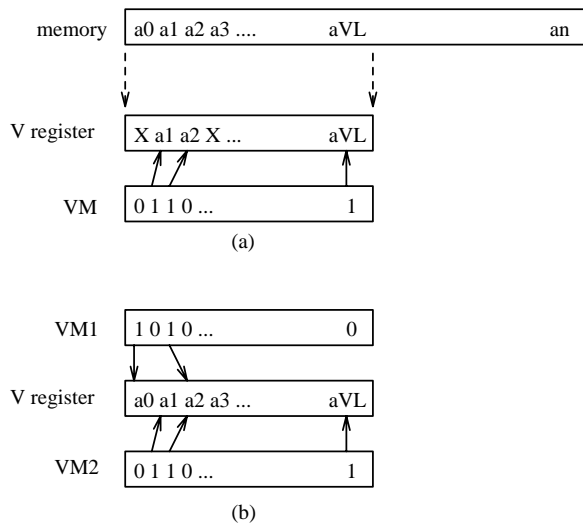 memory a0 a1 a2 a3 .... aVL an
V register X a1 a2 X ... aVL
VM 0 1 1 0 ... 1
(a)
VM1 1 0 1 0 ... 0
V register a0 a1 a2 a3 ... aVL
VM2 0 1 1 0 ... 1
(b)